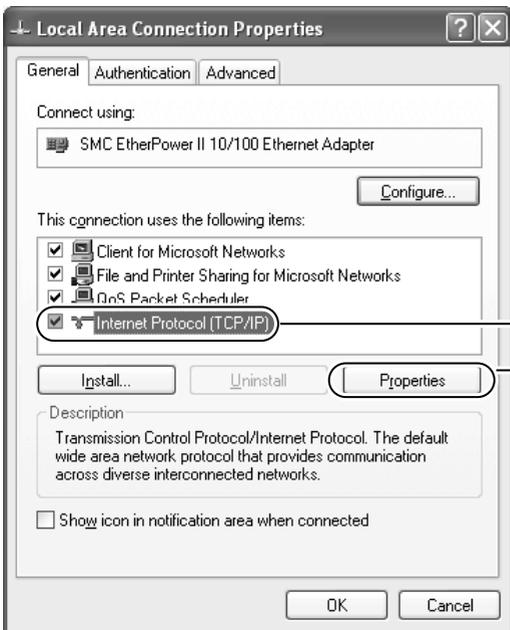 Local Area Connection Properties
General Authentication Advanced
Connect using:
SMC EtherPower II 10/100 Ethernet Adapter
Configure...
This connection uses the following items:
Client for Microsoft Networks
File and Printer Sharing for Microsoft Networks
QoS Packet Scheduler
Internet Protocol (TCP/IP)
Install... Uninstall Properties
Description
Transmission Control Protocol/Internet Protocol. The default
wide area network protocol that provides communication
across diverse interconnected networks.
Show icon in notification area when connected
OK Cancel